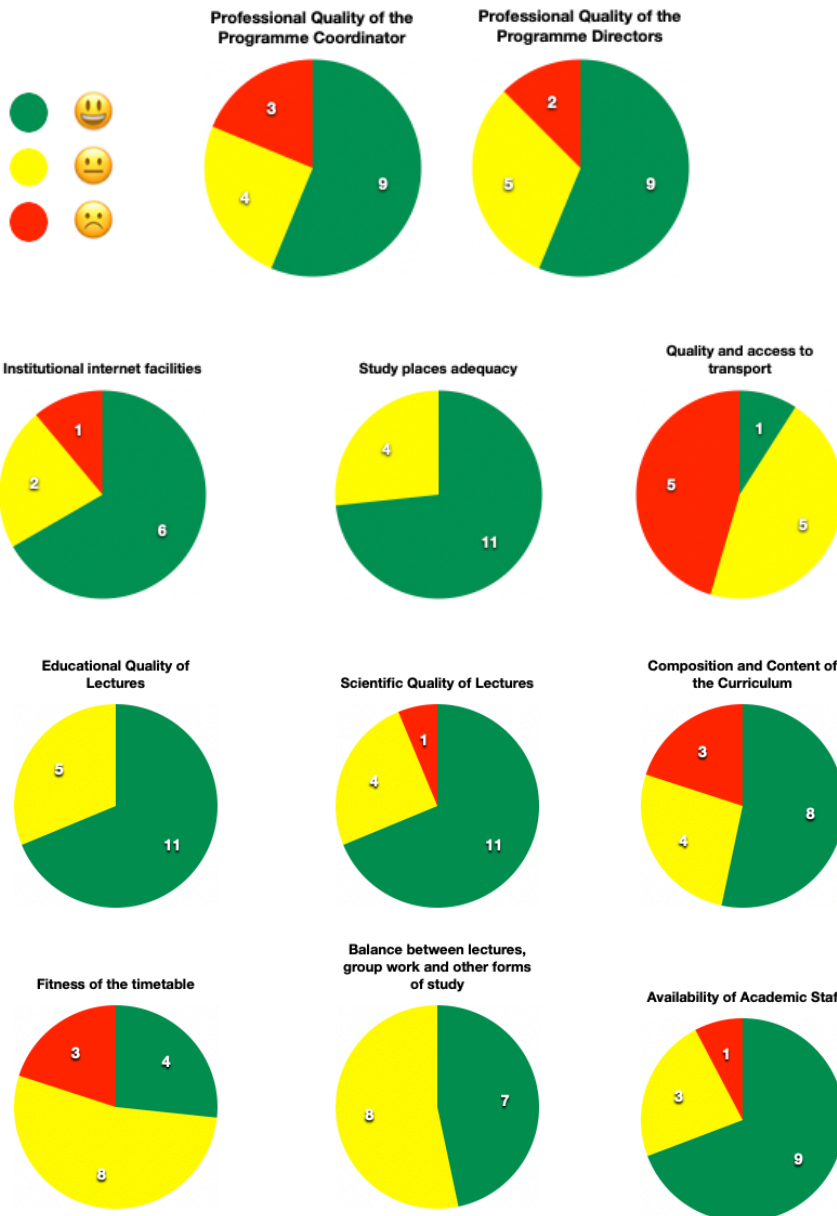 Professional Quality of the
Programme Coordinator
3
4
9
Professional Quality of the
Programme Directors
2
5
9
Institutional internet facilities
1
2
6
Study places adequacy
4
11
Quality and access to
transport
1
5
5
Educational Quality of
Lectures
5
11
Scientific Quality of Lectures
1
4
11
Composition and Content of
the Curriculum
3
8
4
Fitness of the timetable
3
4
8
Balance between lectures,
group work and other forms
of study
7
8
Availability of Academic Staf
1
3
9